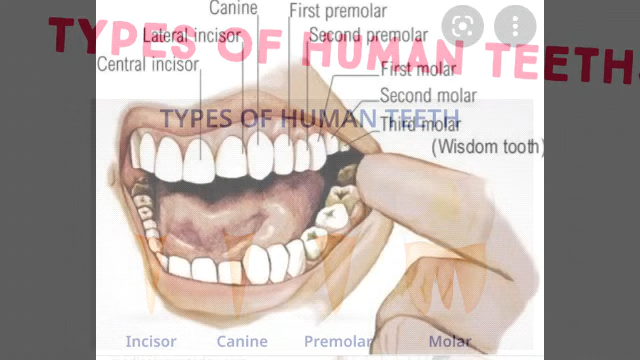 Canine
First premolar
TYPES OF HUMAN TEETH
Lateral incisor
Second premolar
Central incisor
First molar
Second molar
TYPES OF HUMAN TEETH
Third molar
(Wisdom tooth)
Incisor Canine Premolar Molar